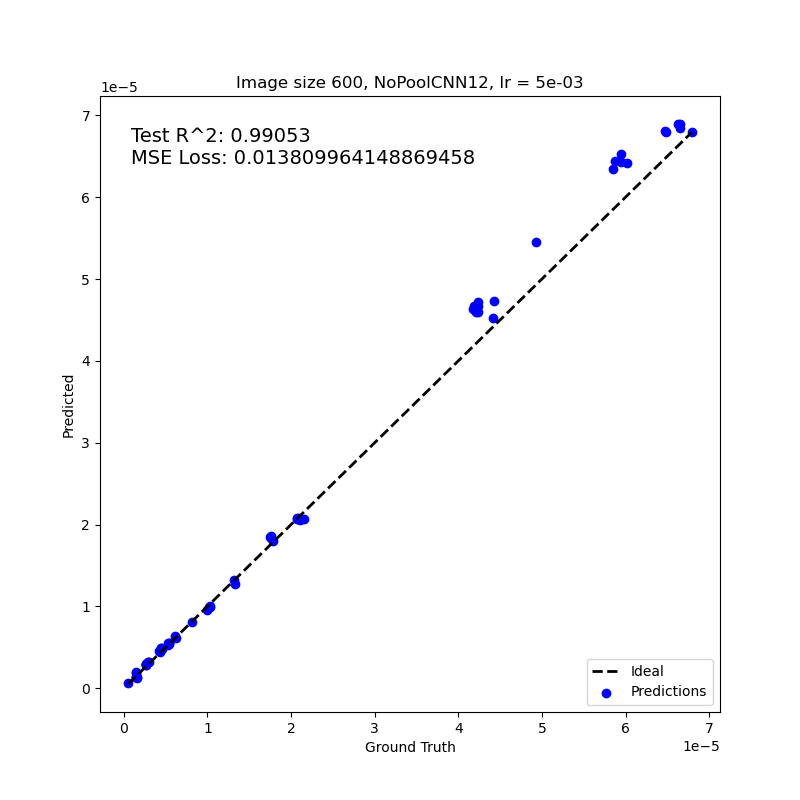 Image size 600, NoPoolCNN12, lr = 5e-03
1e−5
Test R^2: 0.99053
MSE Loss: 0.013809964148869458
7
6
5
4
3
2
1
0
Predicted
Ideal
Predictions
0 1 2 3 4 5 6 7
Ground Truth
1e−5